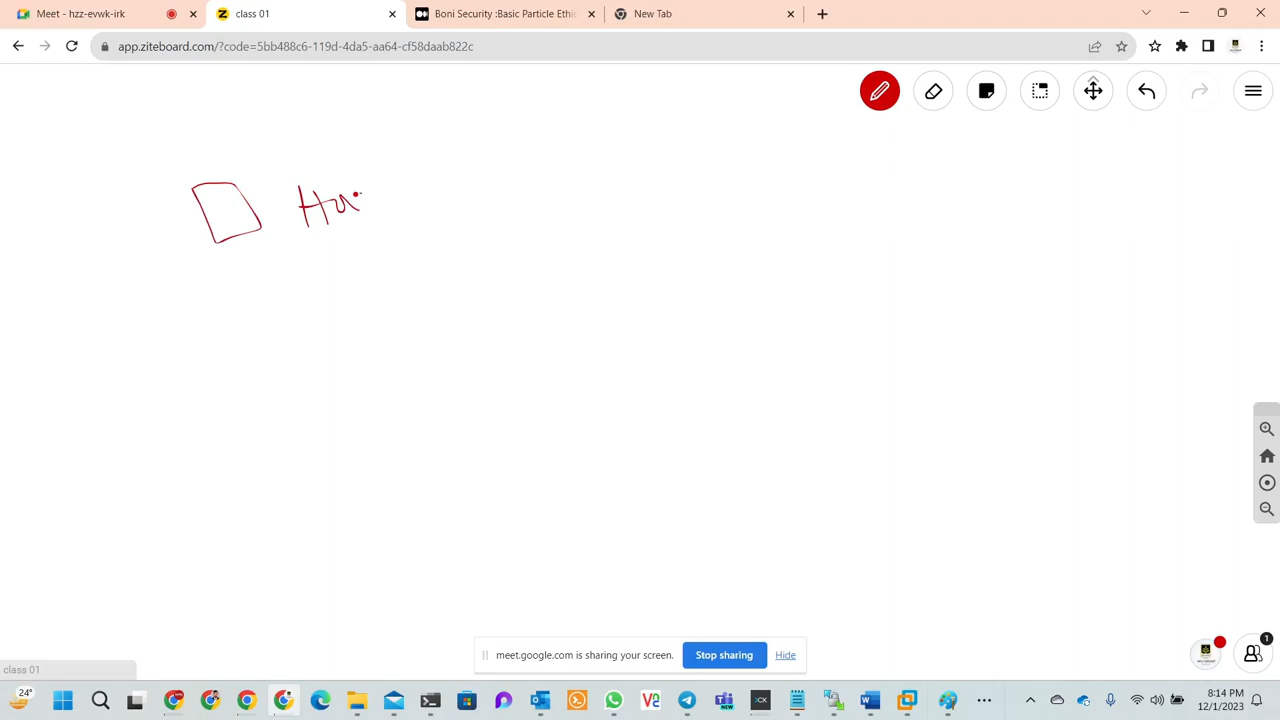 Meet - hzz-evwk-irk
class 01
Boni Security :Basic Particle Ethic
New Tab
app.ziteboard.com/?code=5bb488c6-119d-4da5-aa64-cf58daab822c
Ha
class 01
meet.google.com is sharing your screen.
Stop sharing
Hide
1
24°
8:14 PM
12/1/2023